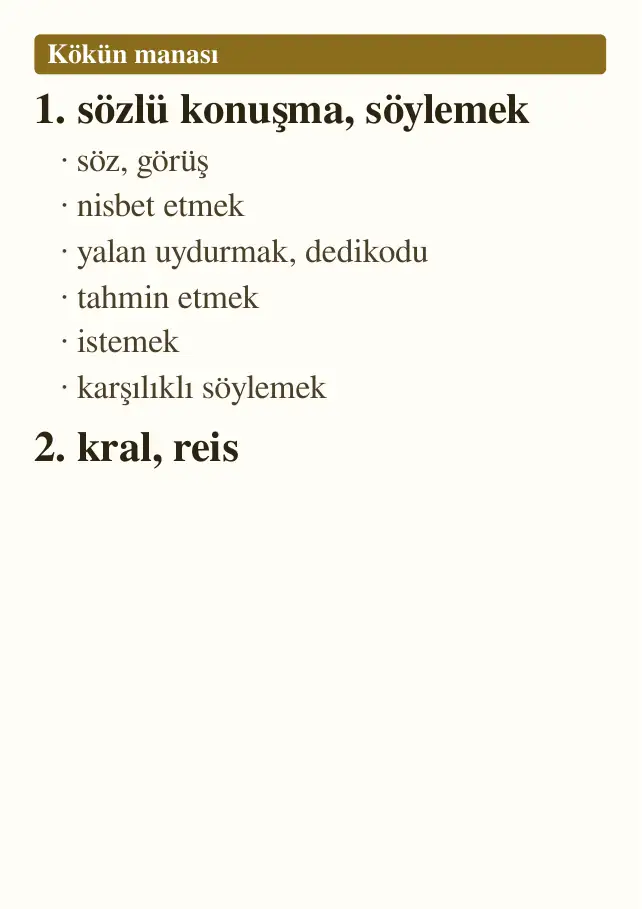 Kökün manası
1. sözlü konuşma, söylemek
· söz, görüş
· nisbet etmek
· yalan uydurmak, dedikodu
· tahmin etmek
· istemek
· karşılıklı söylemek
2. kral, reis